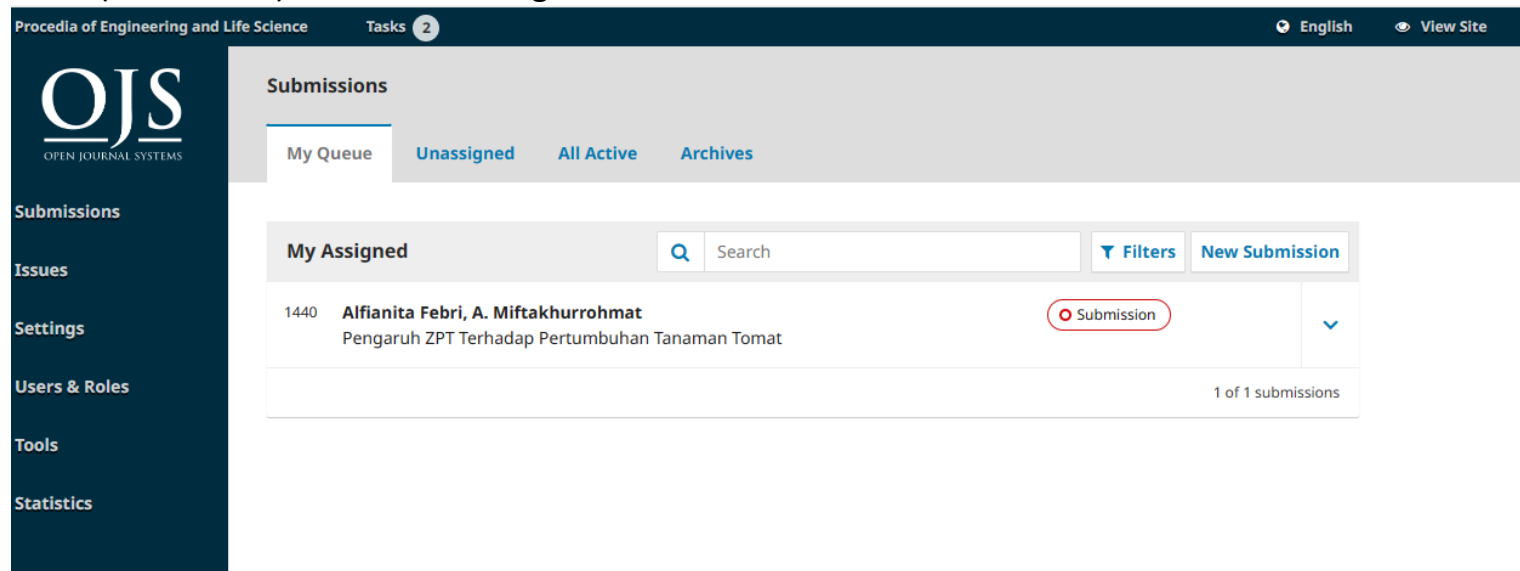 Procedia of Engineering and Life Science Tasks 2 English View Site
OJS
OPEN JOURNAL SYSTEMS
Submissions
Issues
Settings
Users & Roles
Tools
Statistics
Submissions
My Queue Unassigned All Active Archives
My Assigned Search Filters New Submission
1440 Alfianita Febri, A. Miftakhurrohmat Submission
Pengaruh ZPT Terhadap Pertumbuhan Tanaman Tomat
1 of 1 submissions